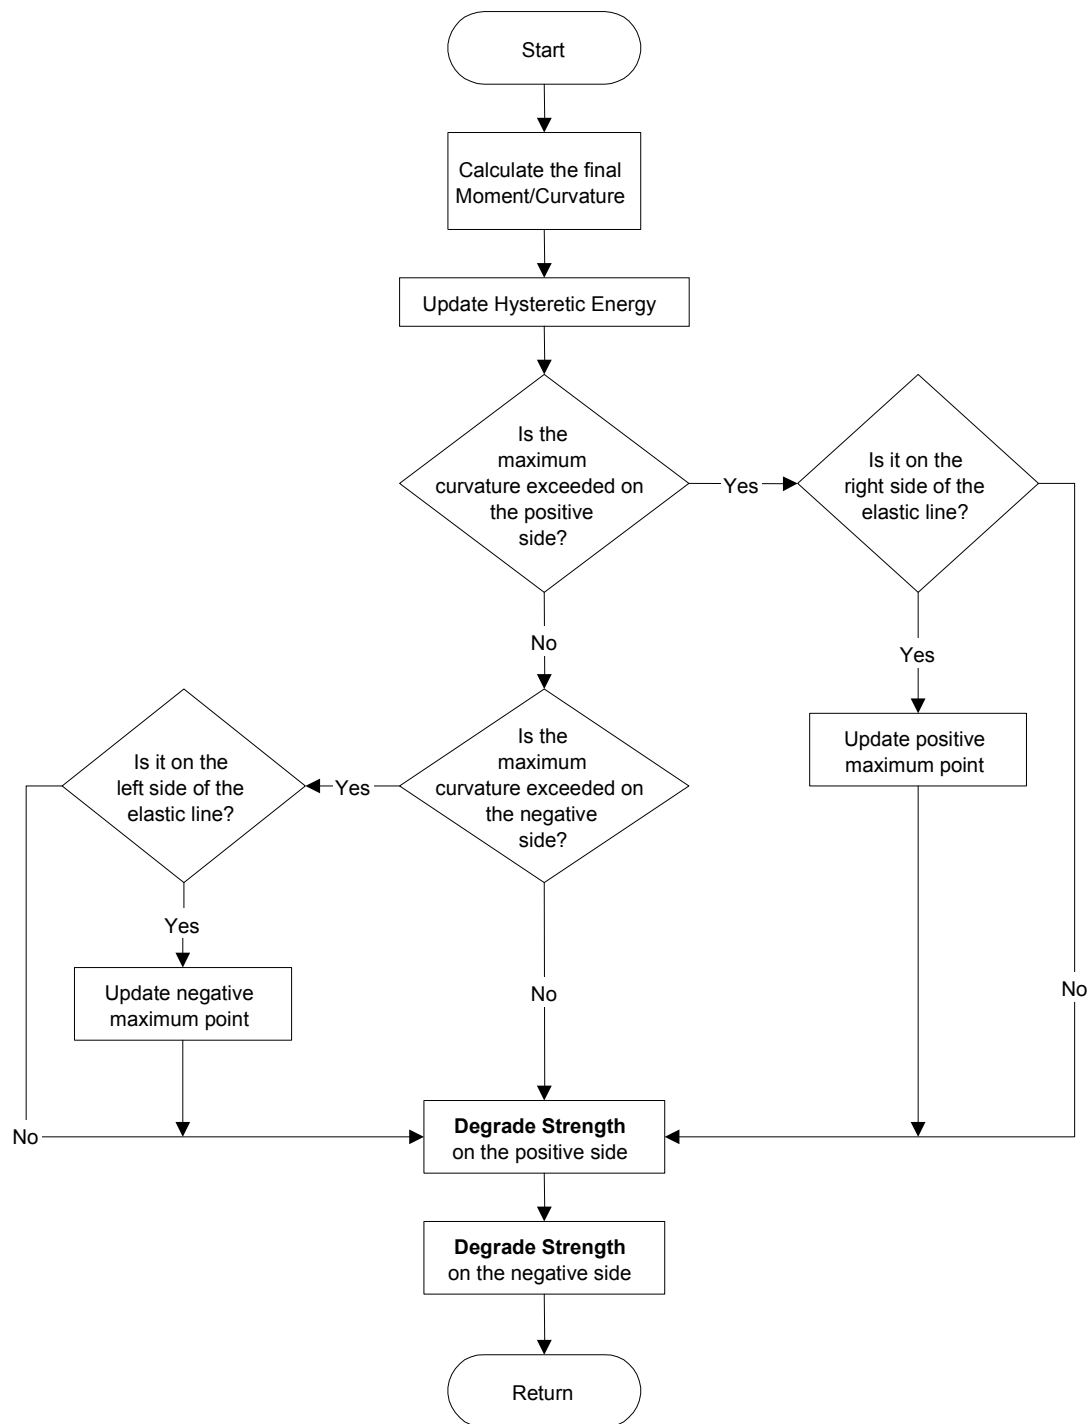 Start
Calculate the final
Moment/Curvature
Update Hysteretic Energy
Is the
maximum
curvature exceeded on
the positive
side?
Yes
Is it on the
right side of the
elastic line?
No
Yes
Update positive
maximum point
No
Is the
maximum
curvature exceeded on
the negative
side?
Yes
Is it on the
left side of the
elastic line?
Yes
Update negative
maximum point
No
No
Degrade Strength
on the positive side
Degrade Strength
on the negative side
Return